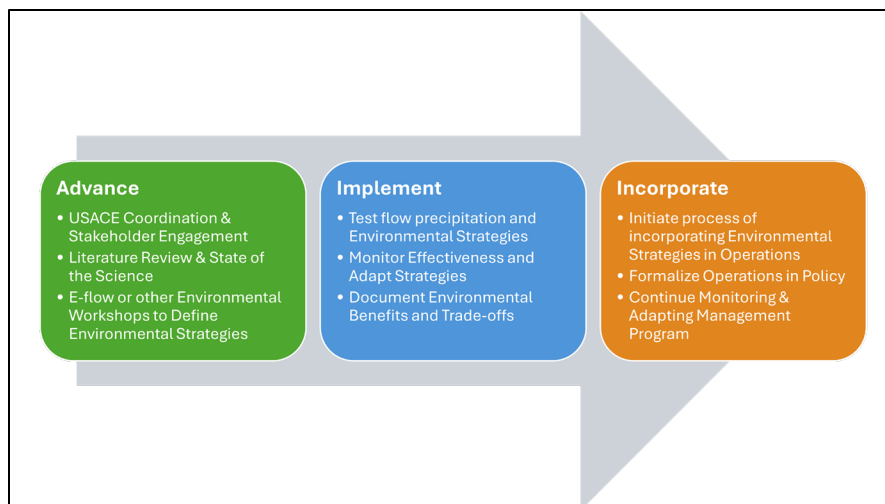 Advance
• USACE Coordination &
Stakeholder Engagement
• Literature Review & State of
the Science
• E-flow or other Environmental
Workshops to Define
Environmental Strategies
Implement
• Test flow precipitation and
Environmental Strategies
• Monitor Effectiveness and
Adapt Strategies
• Document Environmental
Benefits and Trade-offs
Incorporate
• Initiate process of
incorporating Environmental
Strategies in Operations
• Formalize Operations in Policy
• Continue Monitoring &
Adapting Management
Program